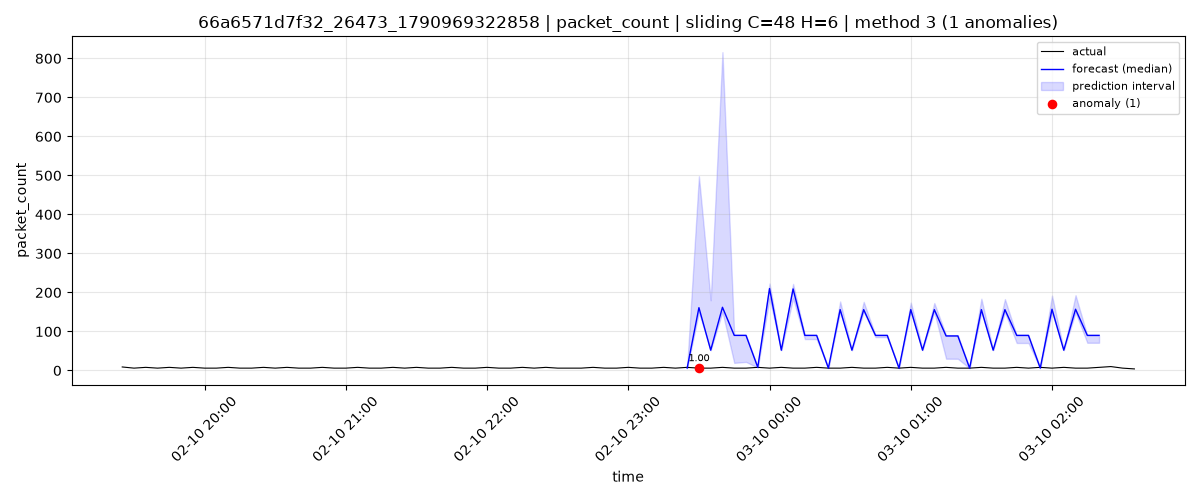 66a6571d7f32_26473_1790969322858 | packet_count | sliding C=48 H=6 | method 3 (1 anomalies)
packet_count
800
700
600
500
400
300
200
100
0
actual
forecast (median)
prediction interval
anomaly (1)
1.00
02-10 20:00
02-10 21:00
02-10 22:00
02-10 23:00
03-10 00:00
03-10 01:00
03-10 02:00
time